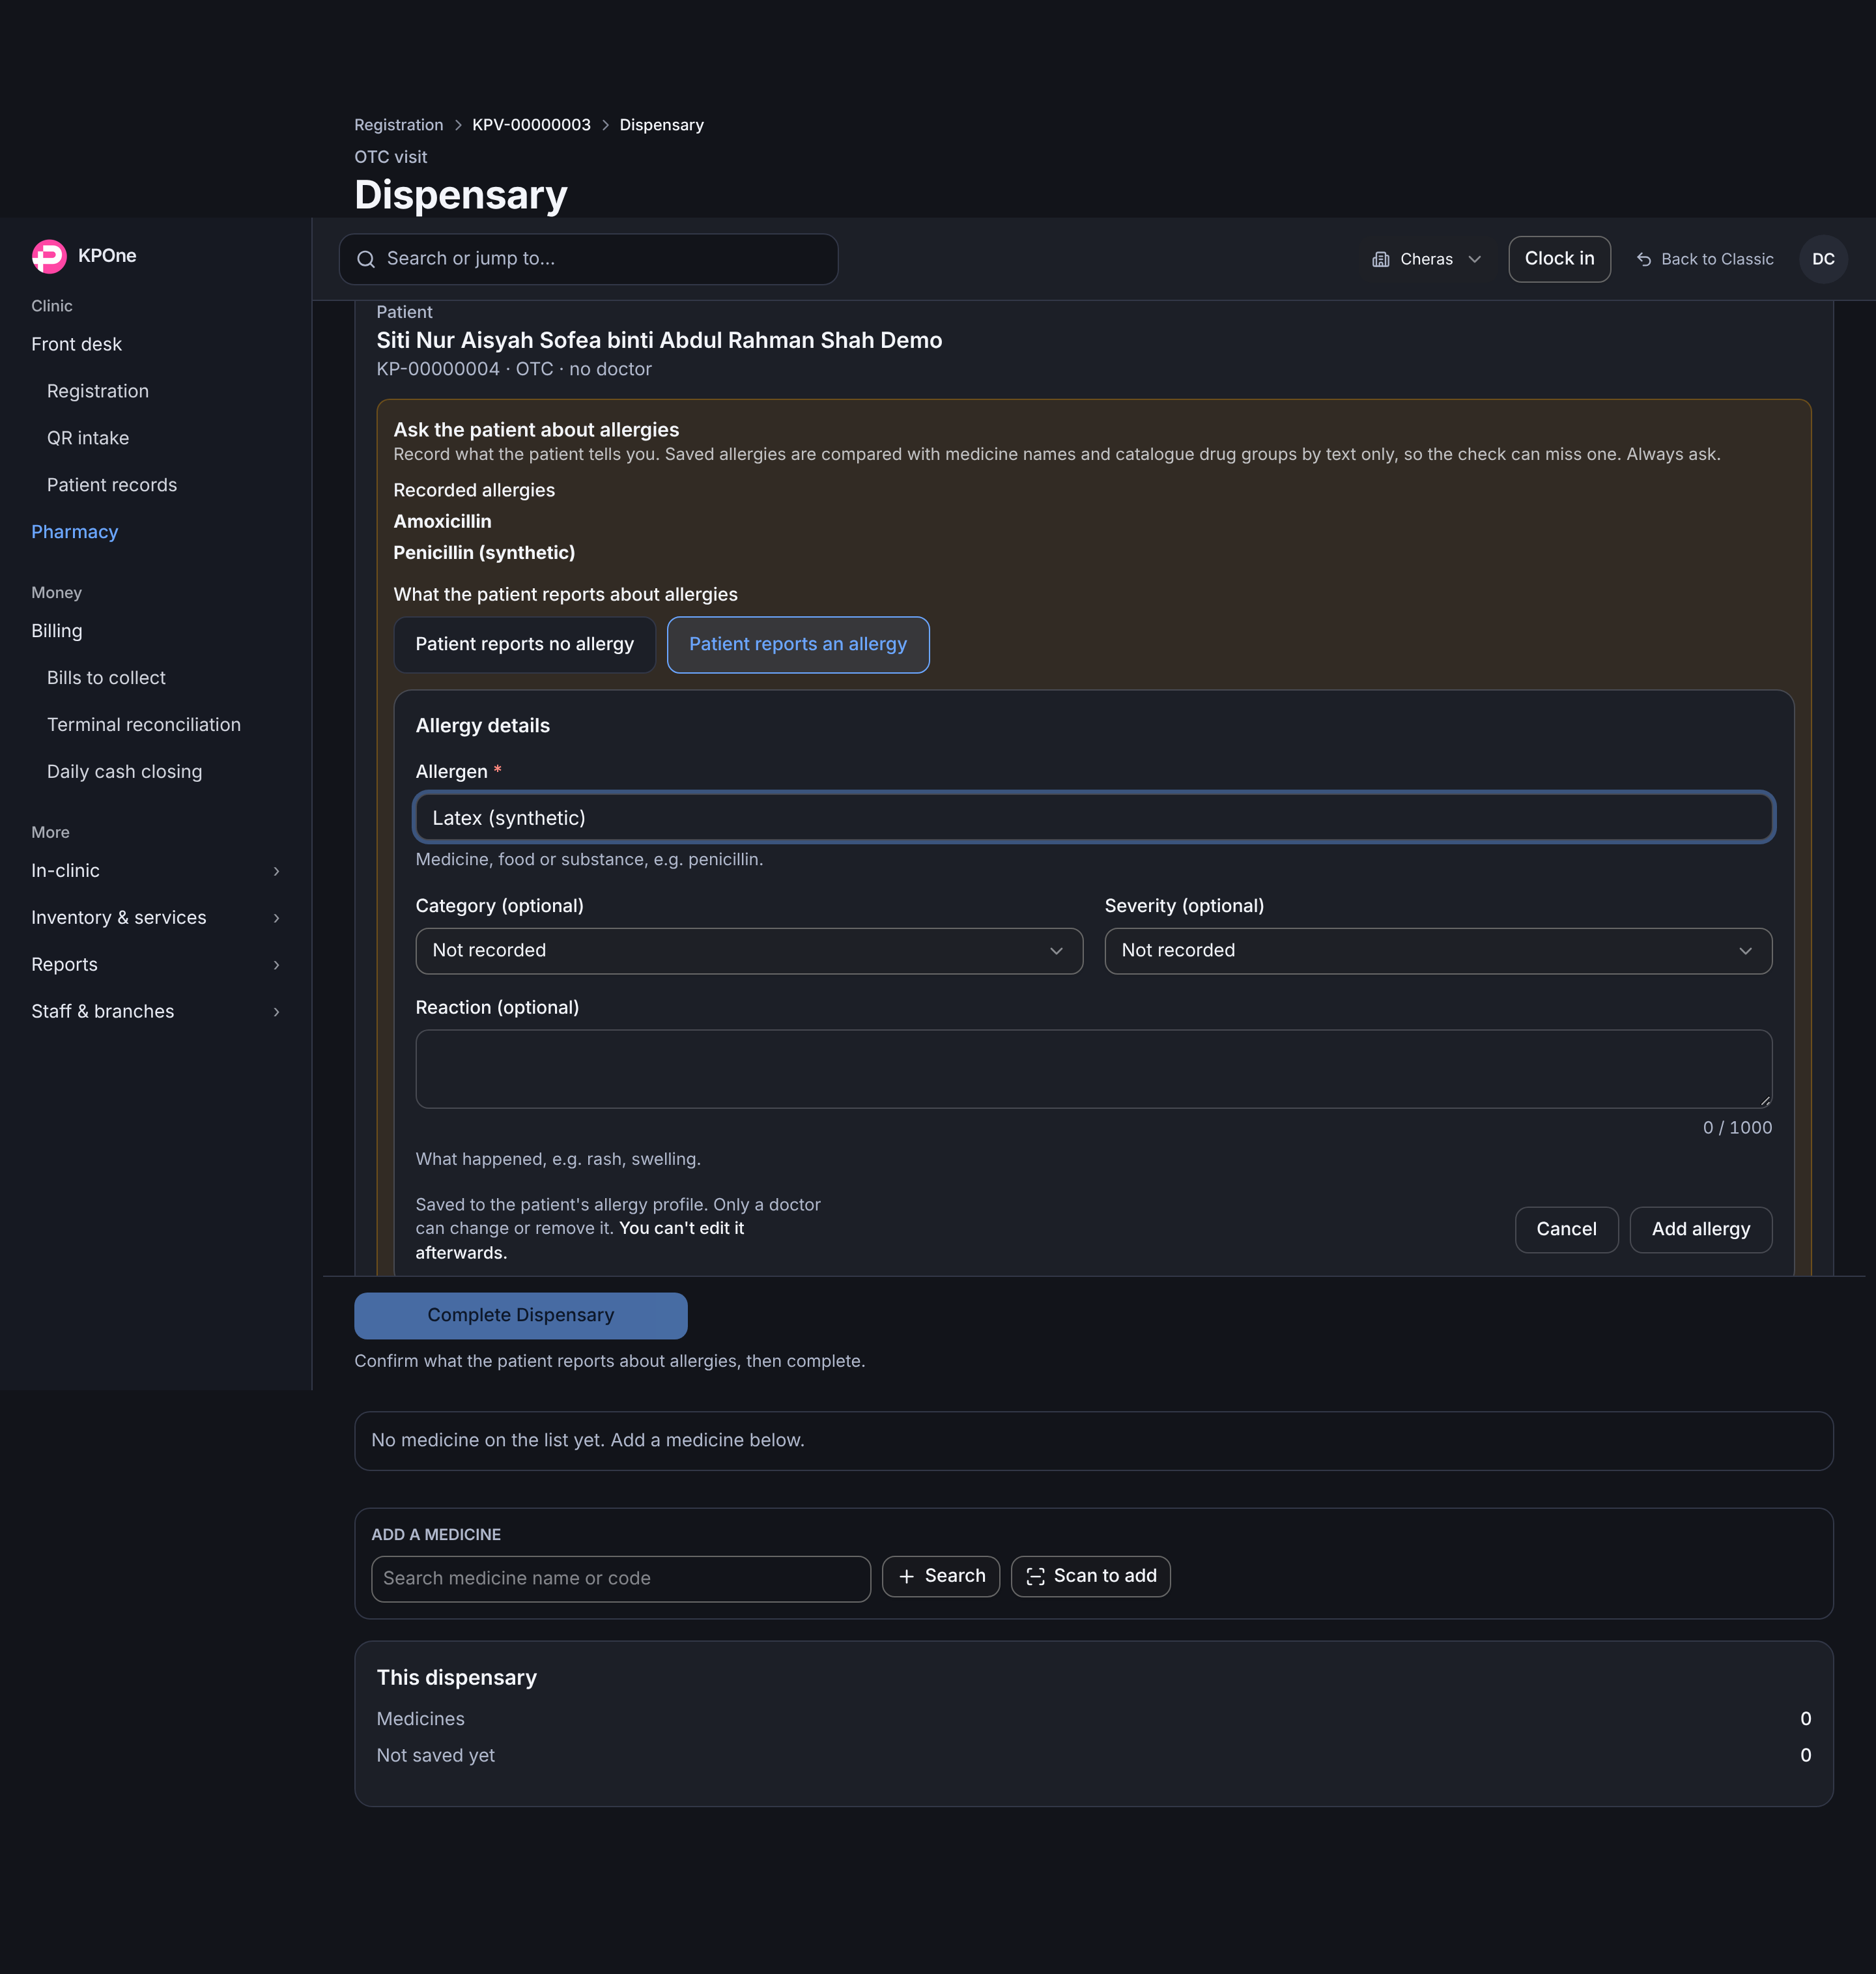 Registration > KPV-00000003 > Dispensary
OTC visit
Dispensary
KPOne
Search or jump to...
Cheras
Clock in
Back to Classic
DC
Clinic
Front desk
Registration
QR intake
Patient records
Pharmacy
Money
Billing
Bills to collect
Terminal reconciliation
Daily cash closing
More
In-clinic
Inventory & services
Reports
Staff & branches
Patient
Siti Nur Aisyah Sofea binti Abdul Rahman Shah Demo
KP-00000004 · OTC · no doctor
Ask the patient about allergies
Record what the patient tells you. Saved allergies are compared with medicine names and catalogue drug groups by text only, so the check can miss one. Always ask.
Recorded allergies
Amoxicillin
Penicillin (synthetic)
What the patient reports about allergies
Patient reports no allergy
Patient reports an allergy
Allergy details
Allergen *
Latex (synthetic)
Medicine, food or substance, e.g. penicillin.
Category (optional)
Severity (optional)
Not recorded
Not recorded
Reaction (optional)
0 / 1000
What happened, e.g. rash, swelling.
Saved to the patient's allergy profile. Only a doctor
can change or remove it. You can't edit it
afterwards.
Cancel
Add allergy
Complete Dispensary
Confirm what the patient reports about allergies, then complete.
No medicine on the list yet. Add a medicine below.
ADD A MEDICINE
Search medicine name or code
+ Search
Scan to add
This dispensary
Medicines 0
Not saved yet 0